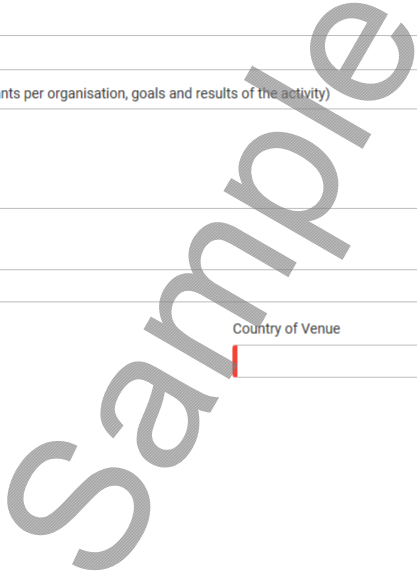 nts per organisation, goals and results of the activity)
Country of Venue
Sample